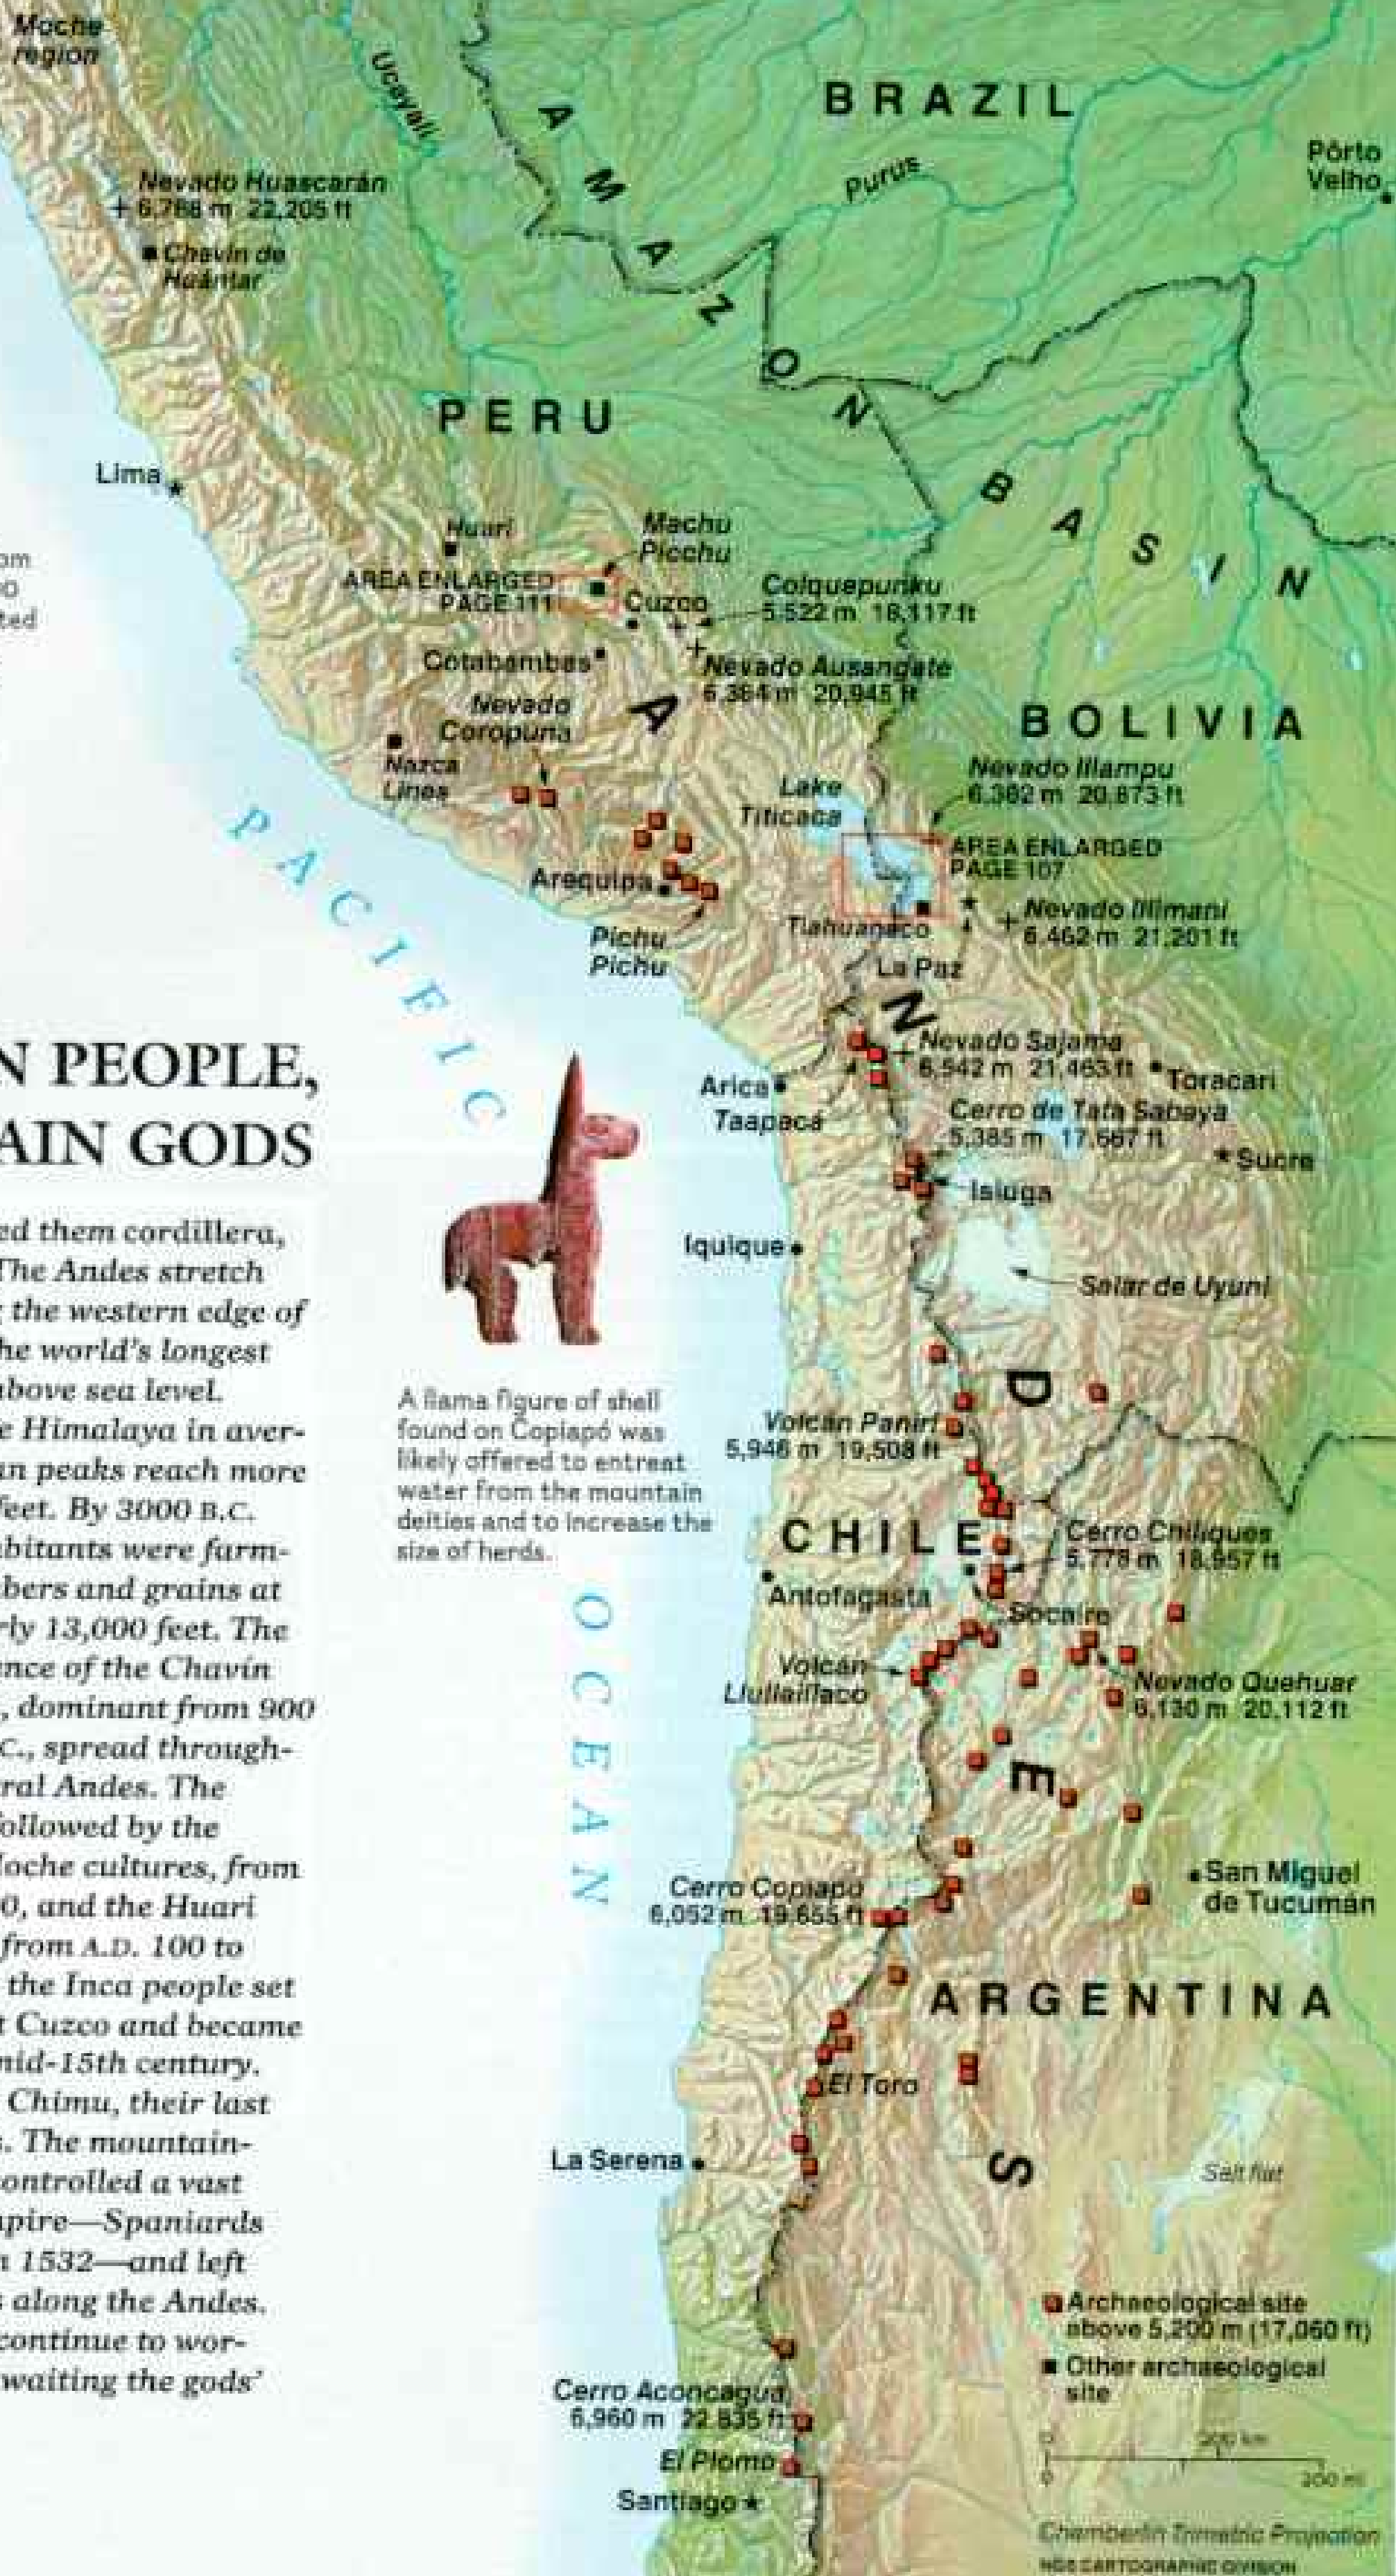 Moche
region
Ucayali
BRAZIL
Purus
Pôrto
Velho
AMAZON
BASIN
Nevado Huascarán
6,768 m 22,205 ft
Chavín de
Huántar
PERU
Lima
Huari
Machu
Picchu
AREA ENLARGED
PAGE 111
Cuzco
Colquepunku
5,522 m 18,117 ft
Cotabambas
Nevado Ausangate
6,384 m 20,945 ft
Nevado
Coropuna
Nazca
Lines
BOLIVIA
Nevado Illampu
6,362 m 20,873 ft
Lake
Titicaca
AREA ENLARGED
PAGE 107
Arequipa
Nevado Illimani
6,462 m 21,201 ft
Tiahuanaco
Pichu
Pichu
La Paz
PACIFIC
OCEAN
ANDES
Nevado Sajama
6,542 m 21,463 ft
Toracari
Arica
Taapacá
Cerro de Tata Sabaya
5,385 m 17,667 ft
Sucre
Isluga
Iquique
Salar de Uyuni
Volcán Paniri
5,946 m 19,508 ft
CHILE
Cerro Chiliques
5,778 m 18,957 ft
Antofagasta
Socaire
Volcán
Llullaillaco
Nevado Quehuar
6,130 m 20,112 ft
Cerro Copiapó
6,052 m 19,855 ft
San Miguel
de Tucumán
ARGENTINA
El Toro
La Serena
Salt flat
Cerro Aconcagua
6,960 m 22,835 ft
El Plomo
Santiago
Archaeological site
above 5,200 m (17,060 ft)
Other archaeological
site
0 200 km
0 200 mi
Chamberlin Trimetric Projection
NGS CARTOGRAPHIC DIVISION
om
ted
N PEOPLE,
AIN GODS
ed them cordillera,
The Andes stretch
g the western edge of
he world's longest
above sea level.
e Himalaya in aver-
an peaks reach more
feet. By 3000 B.C.
abitants were farm-
bers and grains at
rly 13,000 feet. The
ence of the Chavín
, dominant from 900
C., spread through-
ral Andes. The
followed by the
Moche cultures, from
0, and the Huari
from A.D. 100 to
the Inca people set
t Cuzco and became
mid-15th century.
Chimu, their last
s. The mountain-
controlled a vast
mpire—Spaniards
n 1532—and left
s along the Andes.
continue to wor-
waiting the gods'
A llama figure of shell
found on Copiapó was
likely offered to entreat
water from the mountain
deities and to increase the
size of herds.